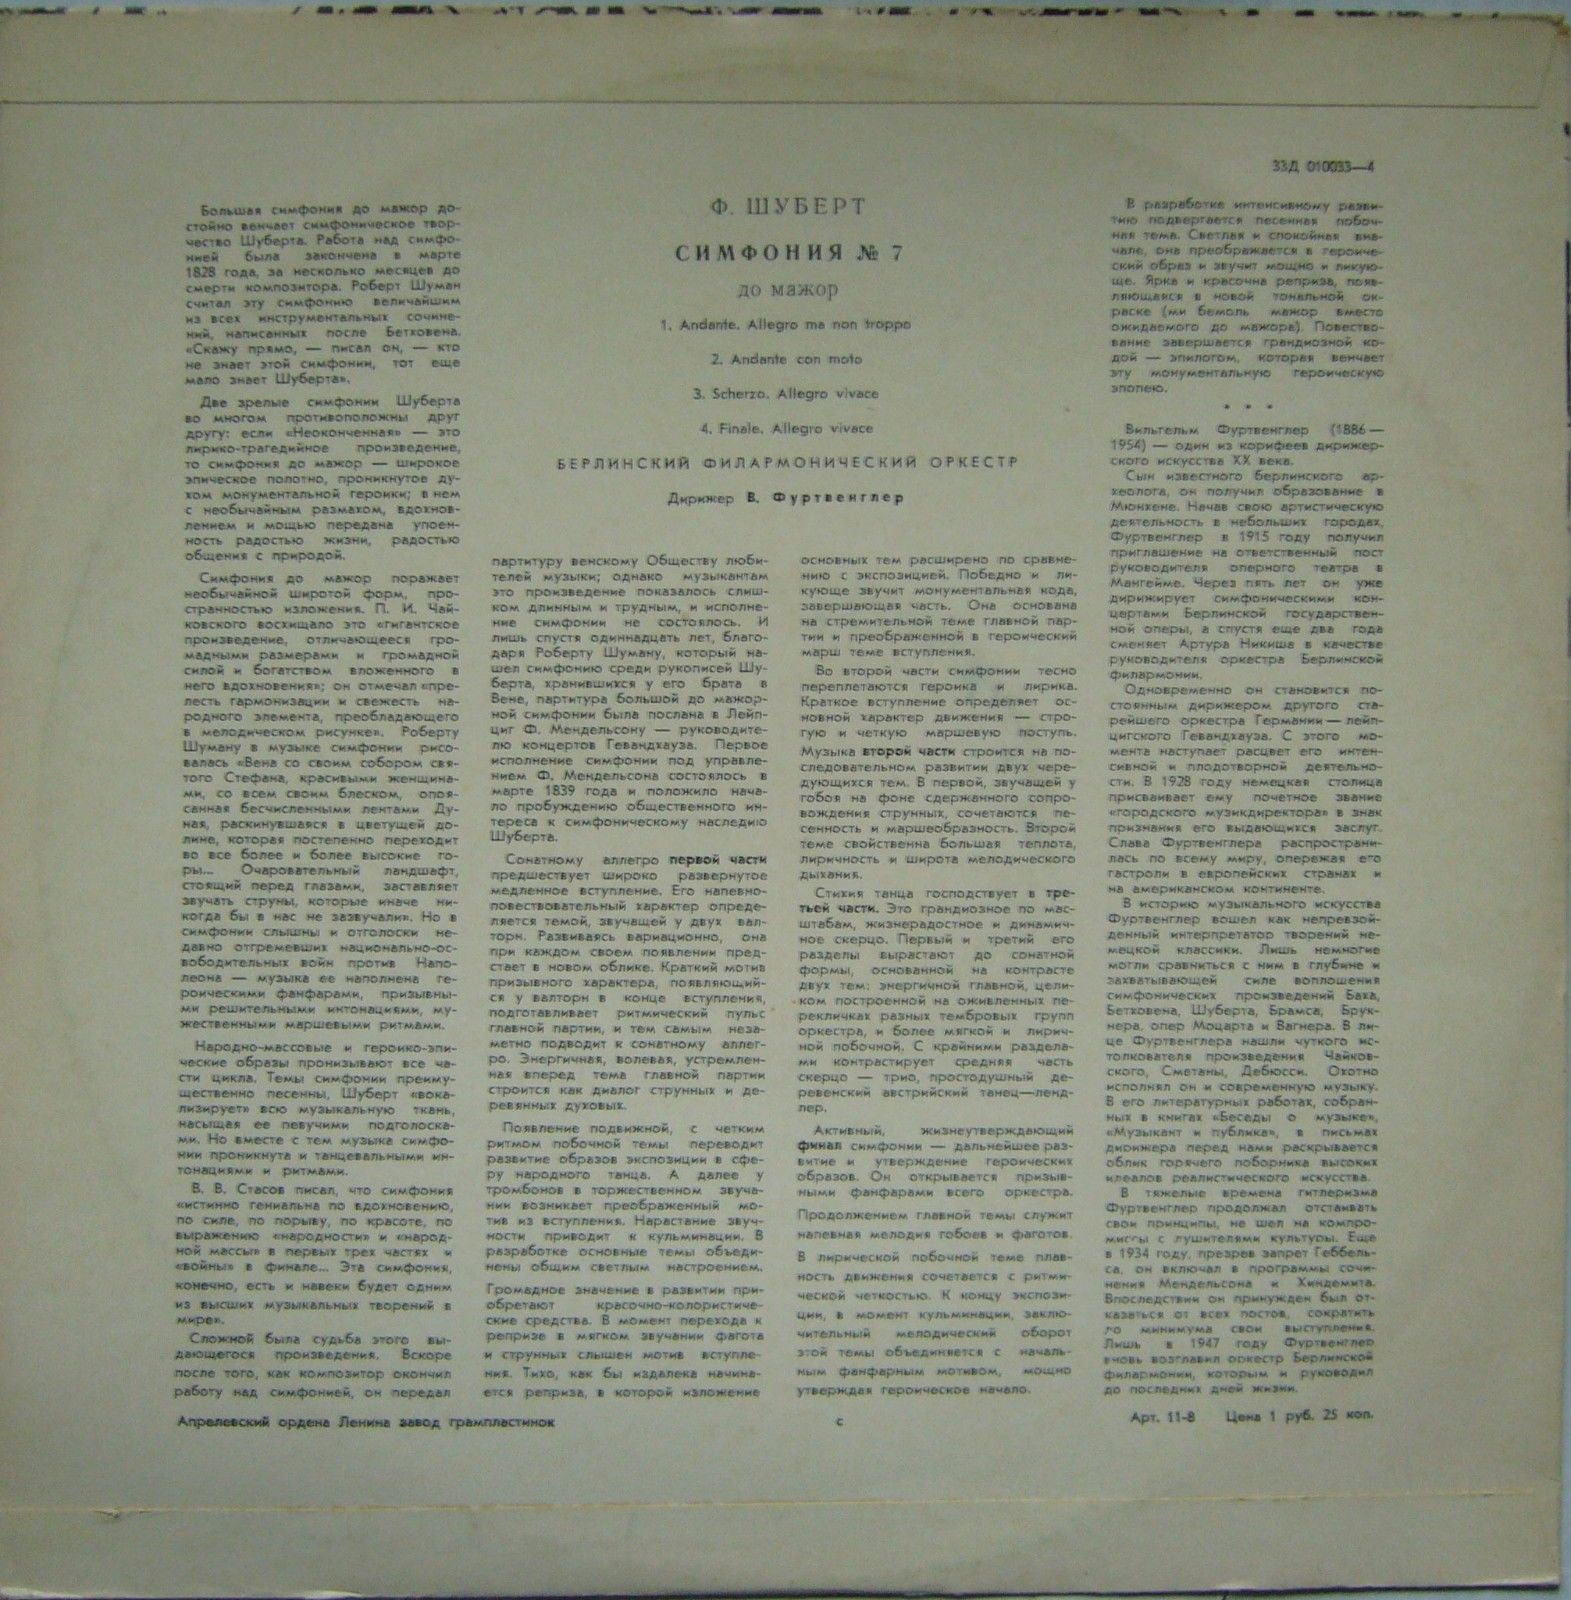 33Д 010033—4
Ф. ШУБЕРТ
СИМФОНИЯ № 7
до мажор
1. Andante. Allegro ma non troppo
2. Andante con moto
3. Scherzo. Allegro vivace
4. Finale. Allegro vivace
БЕРЛИНСКИЙ ФИЛАРМОНИЧЕСКИЙ ОРКЕСТР
Дирижер В. Фуртвенглер
Большая симфония до мажор до-
стойно венчает симфоническое твор-
чество Шуберта. Работа над симфо-
нией была закончена в марте
1828 года, за несколько месяцев до
смерти композитора. Роберт Шуман
считал эту симфонию величайшим
из всех инструментальных сочине-
ний, написанных после Бетховена.
«Скажу прямо, — писал он, — кто
не знает этой симфонии, тот еще
мало знает Шуберта».
Две зрелые симфонии Шуберта
во многом противоположны друг
другу: если «Неоконченная» — это
лирико-трагедийное произведение,
то симфония до мажор — широкое
эпическое полотно, проникнутое ду-
хом монументальной героики; в нем
с необычайным размахом, вдохнов-
лением и мощью передана упоен-
ность радостью жизни, радостью
общения с природой.
Симфония до мажор поражает
необычайной широтой форм, про-
странностью изложения. П. И. Чай-
ковского восхищало это «гигантское
произведение, отличающееся гро-
мадными размерами и громадной
силой и богатством вложенного в
него вдохновения»; он отмечал «пре-
лесть гармонизации и свежесть на-
родного элемента, преобладающего
в мелодическом рисунке». Роберту
Шуману в музыке симфонии рисо-
валась «Вена со своим собором свя-
того Стефана, красивыми женщина-
ми, со всем своим блеском, опоя-
санная бесчисленными лентами Ду-
ная, раскинувшаяся в цветущей до-
лине, которая постепенно переходит
во все более и более высокие го-
ры... Очаровательный ландшафт,
стоящий перед глазами, заставляет
звучать струны, которые иначе ни-
когда бы в нас не зазвучали». Но в
симфонии слышны и отголоски не-
давно отгремевших национально-ос-
вободительных войн против Напо-
леона — музыка ее наполнена ге-
роическими фанфарами, призывны-
ми решительными интонациями, му-
жественными маршевыми ритмами.
Народно-массовые и героико-эпи-
ческие образы пронизывают все ча-
сти цикла. Темы симфонии преиму-
щественно песенны, Шуберт «вока-
лизирует» всю музыкальную ткань,
насыщая ее певучими подголоска-
ми. Но вместе с тем музыка симфо-
нии проникнута и танцевальными ин-
тонациями и ритмами.
В. В. Стасов писал, что симфония
«истинно гениальна по вдохновению,
по силе, по порыву, по красоте, по
выражению «народности» и «народ-
ной массы» в первых трех частях и
«войны» в финале... Эта симфония,
конечно, есть и навеки будет одним
из высших музыкальных творений в
мире».
Сложной была судьба этого вы-
дающегося произведения. Вскоре
после того, как композитор окончил
работу над симфонией, он передал
партитуру венскому Обществу люби-
телей музыки; однако музыкантам
это произведение показалось слиш-
ком длинным и трудным, и исполне-
ние симфонии не состоялось. И
лишь спустя одиннадцать лет, благо-
даря Роберту Шуману, который на-
шел симфонию среди рукописей Шу-
берта, хранившихся у его брата в
Вене, партитура большой до мажор-
ной симфонии была послана в Лейп-
циг Ф. Мендельсону — руководите-
лю концертов Гевандхауза. Первое
исполнение симфонии под управле-
нием Ф. Мендельсона состоялось в
марте 1839 года и положило нача-
ло пробуждению общественного ин-
тереса к симфоническому наследию
Шуберта.
Сонатному аллегро первой части
предшествует широко развернутое
медленное вступление. Его напевно-
повествовательный характер опреде-
ляется темой, звучащей у двух вал-
торн. Развиваясь вариационно, она
при каждом своем появлении пред-
стает в новом облике. Краткий мотив
призывного характера, появляющий-
ся у валторн в конце вступления,
подготавливает ритмический пульс
главной партии, и тем самым неза-
метно подводит к сонатному аллег-
ро. Энергичная, волевая, устремлен-
ная вперед тема главной партии
строится как диалог струнных и де-
ревянных духовых.
Появление подвижной, с четким
ритмом побочной темы переводит
развитие образов экспозиции в сфе-
ру народного танца. А далее у
тромбонов в торжественном звуча-
нии возникает преображенный мо-
тив из вступления. Нарастание звуч-
ности приводит к кульминации. В
разработке основные темы объеди-
нены общим светлым настроением.
Громадное значение в развитии при-
обретают красочно-колористиче-
ские средства. В момент перехода к
репризе в мягком звучании фагота
и струнных слышен мотив вступле-
ния. Тихо, как бы издалека начина-
ется реприза, в которой изложение
основных тем расширено по сравне-
нию с экспозицией. Победно и ли-
кующе звучит монументальная кода,
завершающая часть. Она основана
на стремительной теме главной пар-
тии и преображенной в героический
марш теме вступления.
Во второй части симфонии тесно
переплетаются героика и лирика.
Краткое вступление определяет ос-
новной характер движения — стро-
гую и четкую маршевую поступь.
Музыка второй части строится на по-
следовательном развитии двух чере-
дующихся тем. В первой, звучащей у
гобоя на фоне сдержанного сопро-
вождения струнных, сочетаются пе-
сенность и маршеобразность. Второй
теме свойственна большая теплота,
лиричность и широта мелодического
дыхания.
Стихия танца господствует в тре-
тьей части. Это грандиозное по мас-
штабам, жизнерадостное и динамич-
ное скерцо. Первый и третий его
разделы вырастают до сонатной
формы, основанной на контрасте
двух тем: энергичной главной, цели-
ком построенной на оживленных пе-
рекличках разных тембровых групп
оркестра, и более мягкой и лирич-
ной побочной. С крайними раздела-
ми контрастирует средняя часть
скерцо — трио, простодушный де-
ревенский австрийский танец—ленд-
лер.
Активный, жизнеутверждающий
финал симфонии — дальнейшее раз-
витие и утверждение героических
образов. Он открывается призыв-
ными фанфарами всего оркестра.
Продолжением главной темы служит
напевная мелодия гобоев и фаготов.
В лирической побочной теме плав-
ность движения сочетается с ритми-
ческой четкостью. К концу экспози-
ции, в момент кульминации, заклю-
чительный мелодический оборот
этой темы объединяется с началь-
ным фанфарным мотивом, мощно
утверждая героическое начало.
В разработке интенсивному разви-
тию подвергается песенная побоч-
ная тема. Светлая и спокойная вна-
чале, она преображается в героиче-
ский образ и звучит мощно и ликую-
ще. Ярка и красочна реприза, появ-
ляющаяся в новой тональной ок-
раске (ми бемоль мажор вместо
ожидаемого до мажора). Повество-
вание завершается грандиозной ко-
дой — эпилогом, которая венчает
эту монументальную героическую
эпопею.
* * *
Вильгельм Фуртвенглер (1886—
1954) — один из корифеев дирижер-
ского искусства XX века.
Сын известного берлинского ар-
хеолога, он получил образование в
Мюнхене. Начав свою артистическую
деятельность в небольших городах,
Фуртвенглер в 1915 году получил
приглашение на ответственный пост
руководителя оперного театра в
Мангейме. Через пять лет он уже
дирижирует симфоническими кон-
цертами Берлинской государствен-
ной оперы, а спустя еще два года
сменяет Артура Никиша в качестве
руководителя оркестра Берлинской
филармонии.
Одновременно он становится по-
стоянным дирижером другого ста-
рейшего оркестра Германии — лейп-
цигского Гевандхауза. С этого мо-
мента наступает расцвет его интен-
сивной и плодотворной деятельно-
сти. В 1928 году немецкая столица
присваивает ему почетное звание
«городского музикдиректора» в знак
признания его выдающихся заслуг.
Слава Фуртвенглера распространи-
лась по всему миру, опережая его
гастроли в европейских странах и
на американском континенте.
В историю музыкального искусства
Фуртвенглер вошел как непревзой-
денный интерпретатор творений не-
мецкой классики. Лишь немногие
могли сравниться с ним в глубине и
захватывающей силе воплощения
симфонических произведений Баха,
Бетховена, Шуберта, Брамса, Брук-
нера, опер Моцарта и Вагнера. В ли-
це Фуртвенглера нашли чуткого ис-
толкователя произведения Чайков-
ского, Сметаны, Дебюсси. Охотно
исполнял он и современную музыку.
В его литературных работах, собран-
ных в книгах «Беседы о музыке»,
«Музыкант и публика», в письмах
дирижера перед нами раскрывается
облик горячего поборника высоких
идеалов реалистического искусства.
В тяжелые времена гитлеризма
Фуртвенглер продолжал отстаивать
свои принципы, не шел на компро-
миссы с душителями культуры. Еще
в 1934 году, презрев запрет Геббель-
са, он включал в программы сочи-
нения Мендельсона и Хиндемита.
Впоследствии он принужден был от-
казаться от всех постов, сократить
до минимума свои выступления.
Лишь в 1947 году Фуртвенглер
вновь возглавил оркестр Берлинской
филармонии, которым и руководил
до последних дней жизни.
Апрелевский ордена Ленина завод грампластинок
с
Арт. 11-8 Цена 1 руб. 25 коп.